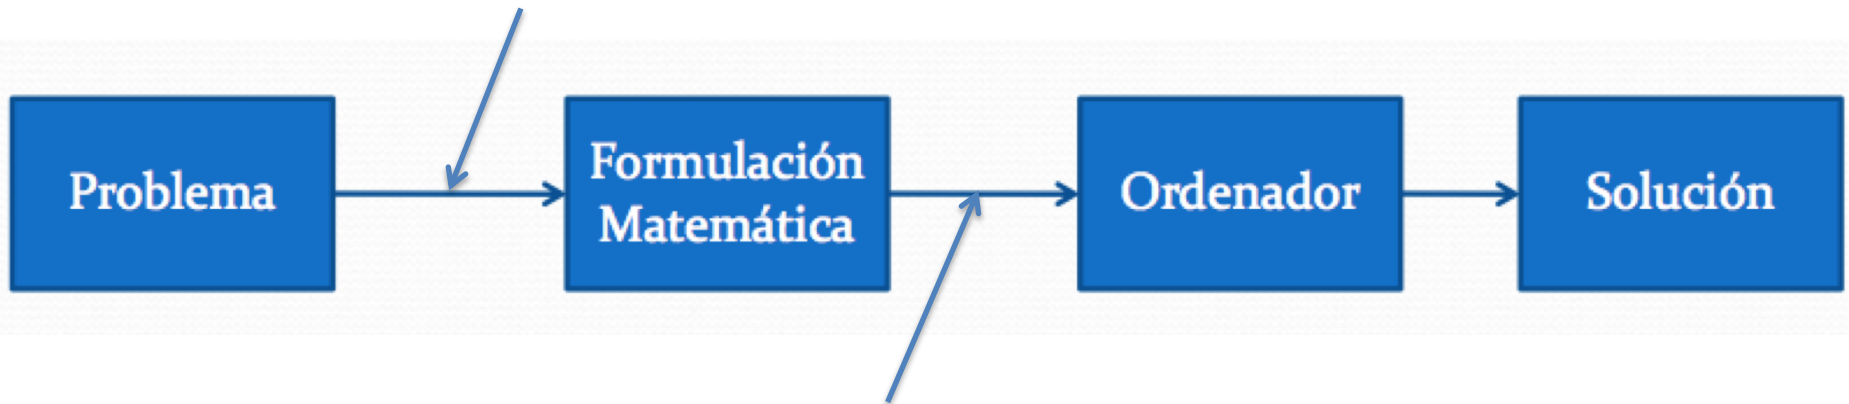 Problema
Formulación
Matemática
Ordenador
Solución